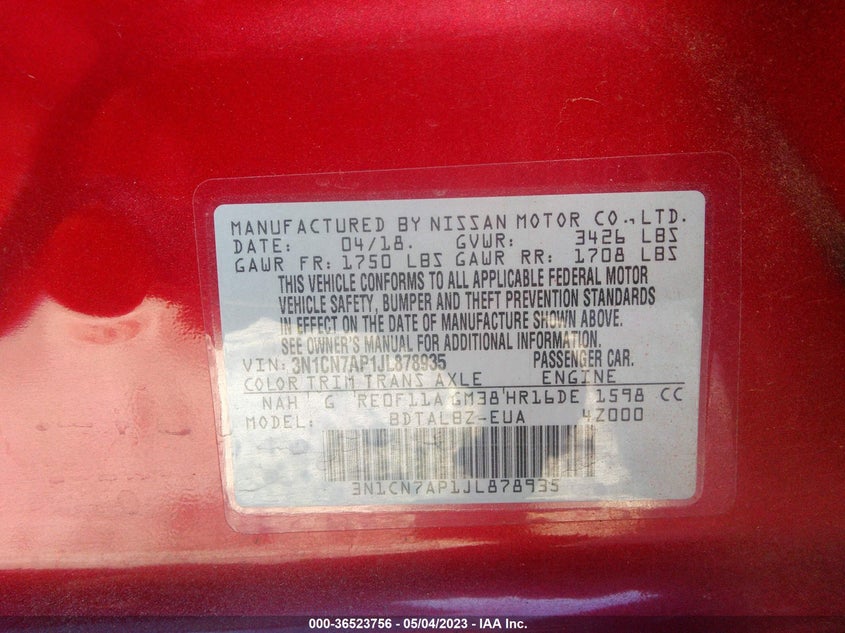 MANUFACTURED BY NISSAN MOTOR CO.,LTD.
DATE: 04/18. GVWR: 3426 LBS
GAWR FR: 1750 LBS GAWR RR: 1708 LBS
THIS VEHICLE CONFORMS TO ALL APPLICABLE FEDERAL MOTOR
VEHICLE SAFETY, BUMPER AND THEFT PREVENTION STANDARDS
IN EFFECT ON THE DATE OF MANUFACTURE SHOWN ABOVE.
SEE OWNER'S MANUAL FOR ADDITIONAL INFORMATION.
VIN: 3N1CN7AP1JL878935 PASSENGER CAR.
COLOR TRIM TRANS AXLE ENGINE
NAH G RE0F11A GM38 HR16DE 1598 CC
MODEL: BDTALBZ-EUA 4Z000
3N1CN7AP1JL878935
000-36523756 - 05/04/2023 - IAA Inc.